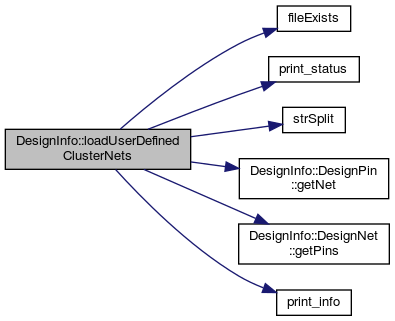 fileExists
print_status
strSplit
DesignInfo::loadUserDefined
ClusterNets
DesignInfo::DesignPin
::getNet
DesignInfo::DesignNet
::getPins
print_info